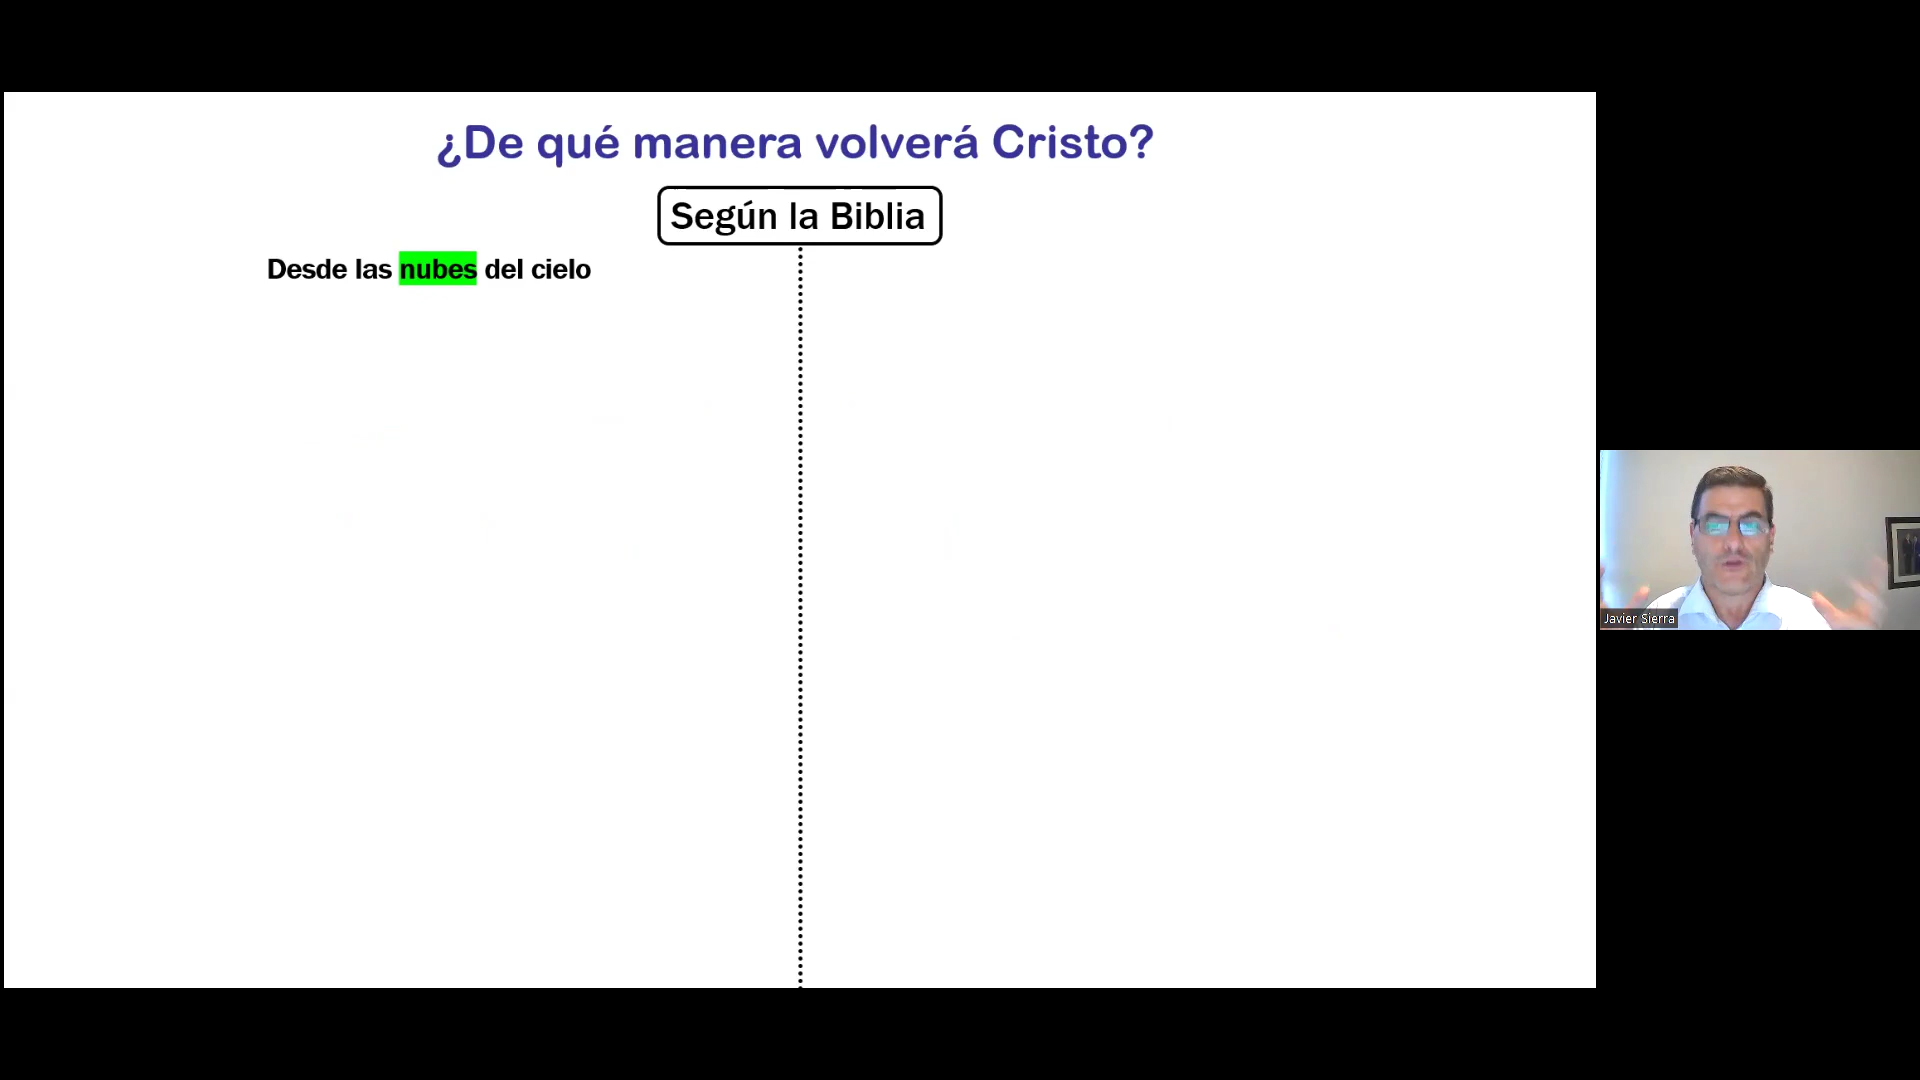 ¿De qué manera volverá Cristo?
Según la Biblia
Desde las nubes del cielo
Javier Sierra